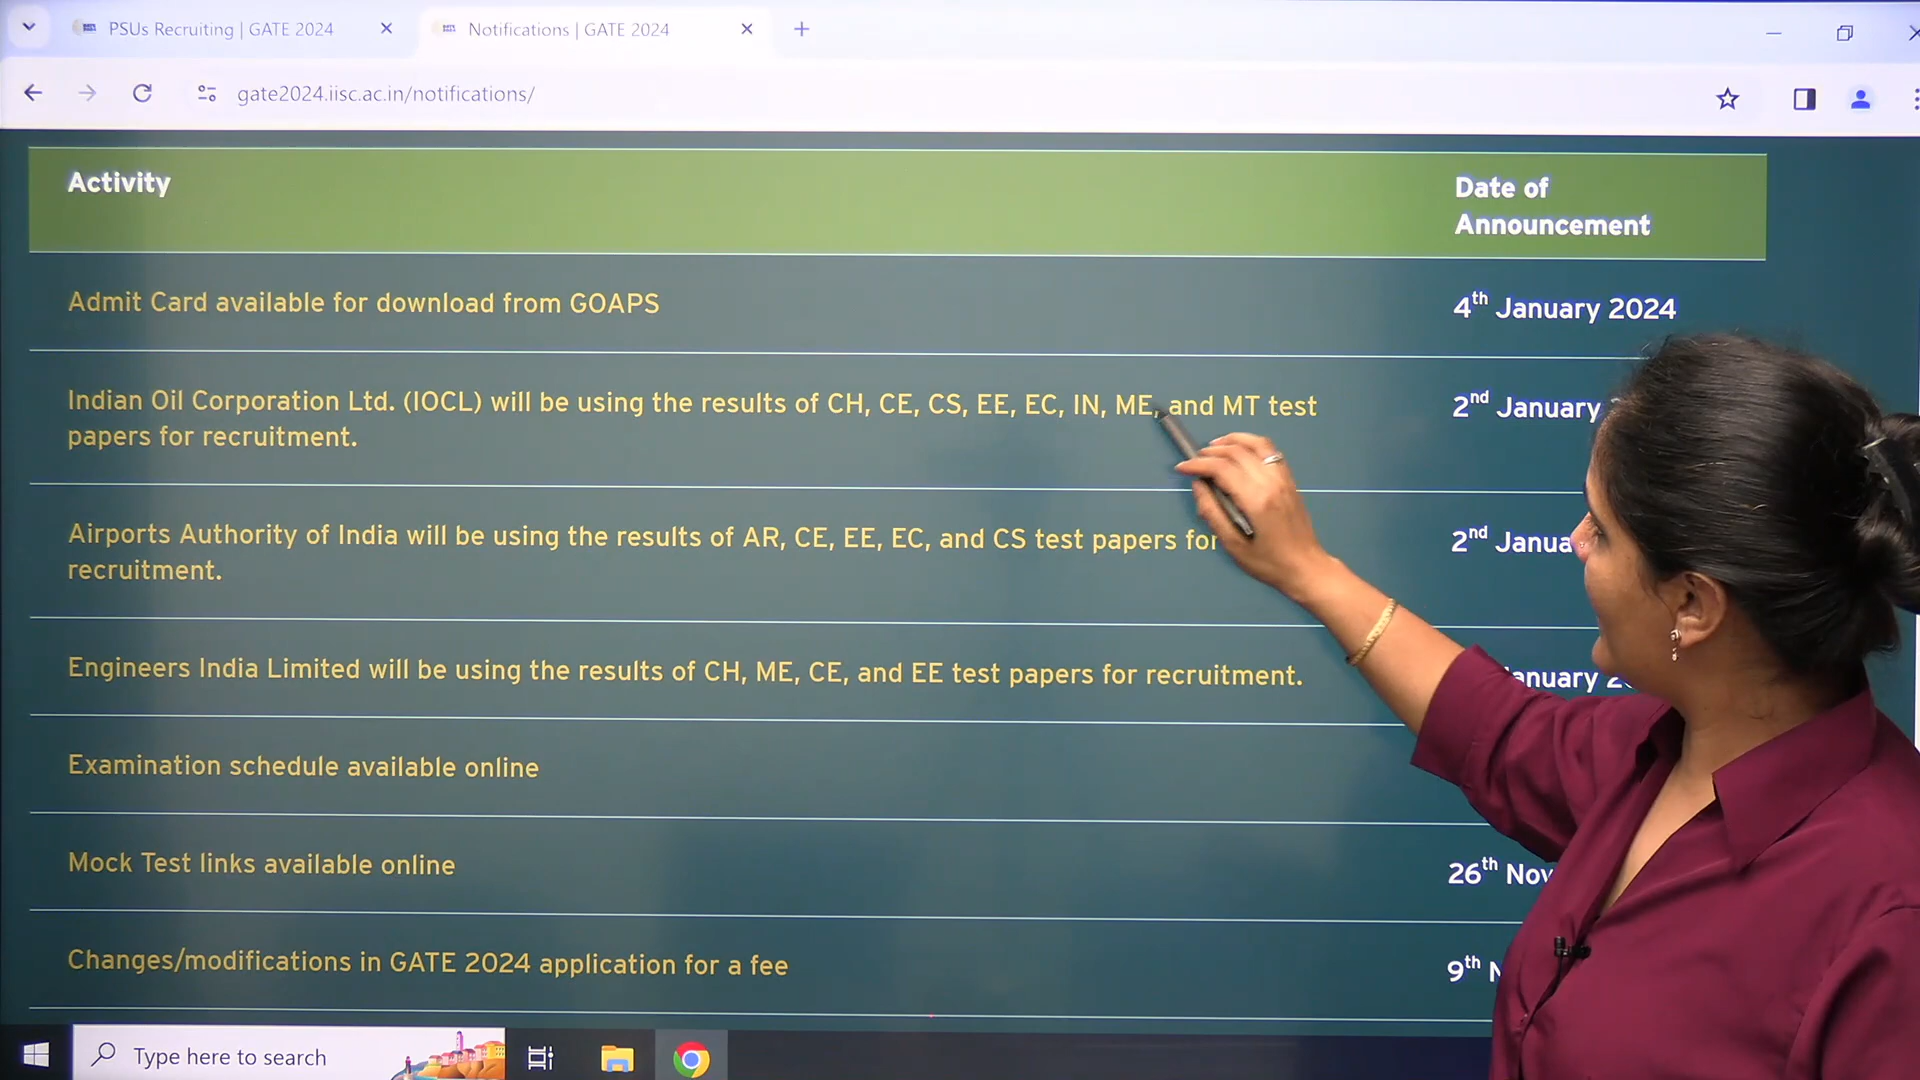 PSUs Recruiting | GATE 2024
Notifications | GATE 2024
gate2024.iisc.ac.in/notifications/
Activity
Date of
Announcement
Admit Card available for download from GOAPS
4th January 2024
Indian Oil Corporation Ltd. (IOCL) will be using the results of CH, CE, CS, EE, EC, IN, ME, and MT test
papers for recruitment.
2nd January
Airports Authority of India will be using the results of AR, CE, EE, EC, and CS test papers for
recruitment.
2nd Janua
Engineers India Limited will be using the results of CH, ME, CE, and EE test papers for recruitment.
anuary 2
Examination schedule available online
Mock Test links available online
26th Nov
Changes/modifications in GATE 2024 application for a fee
9th N
Type here to search